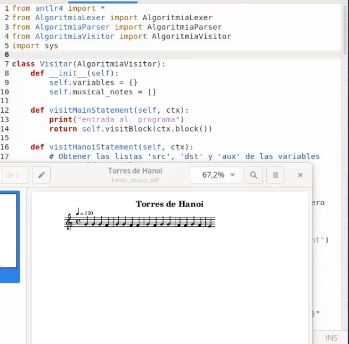 1 from antlr4 import *
2 from AlgoritmiaLexer import AlgoritmiaLexer
3 from AlgoritmiaParser import AlgoritmiaParser
4 from AlgoritmiaVisitor import AlgoritmiaVisitor
5 import sys
6
7 class Visitor(AlgoritmiaVisitor):
8 def __init__(self):
9 self.variables = {}
10 self.musical_notes = []
11
12 def visitMainStatement(self, ctx):
13 print("entrada al programa")
14 return self.visitBlock(ctx.block())
15
16 def visitHanoiStatement(self, ctx):
17 # Obtener las listas 'src', 'dst' y 'aux' de las variables
de 1
Torres de Hanoi
hanoi_music.pdf
67,2%
ero
Torres de Hanoi
nt")
INS